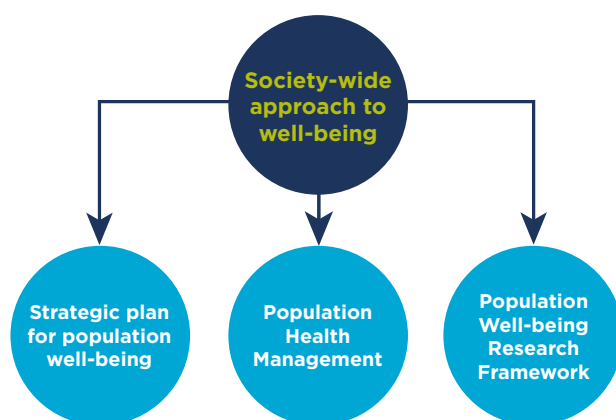 Society-wide
approach to
well-being
Strategic plan
for population
well-being
Population
Health
Management
Population
Well-being
Research
Framework